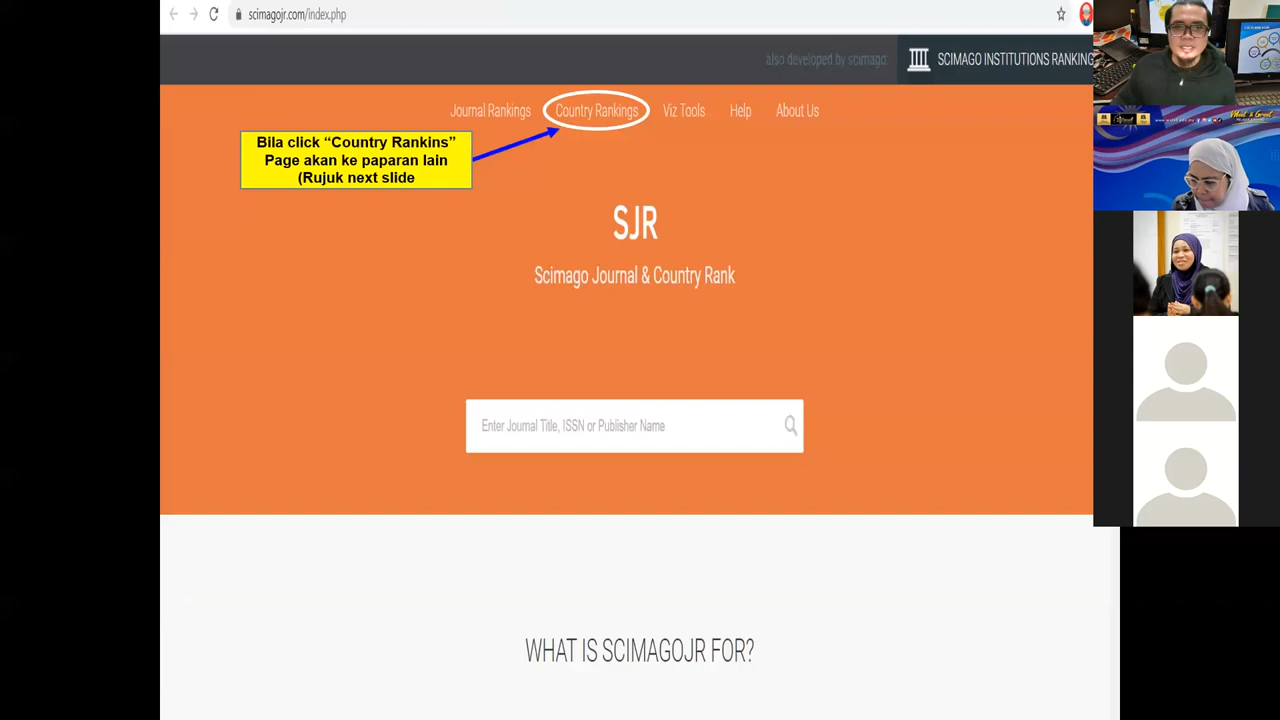 scimagojr.com/index.php
also developed by scimago:
SCIMAGO INSTITUTIONS RANKING
Journal Rankings
Country Rankings
Viz Tools
Help
About Us
Bila click “Country Rankins”
Page akan ke paparan lain
(Rujuk next slide
SJR
Scimago Journal & Country Rank
Enter Journal Title, ISSN or Publisher Name
WHAT IS SCIMAGOJR FOR?